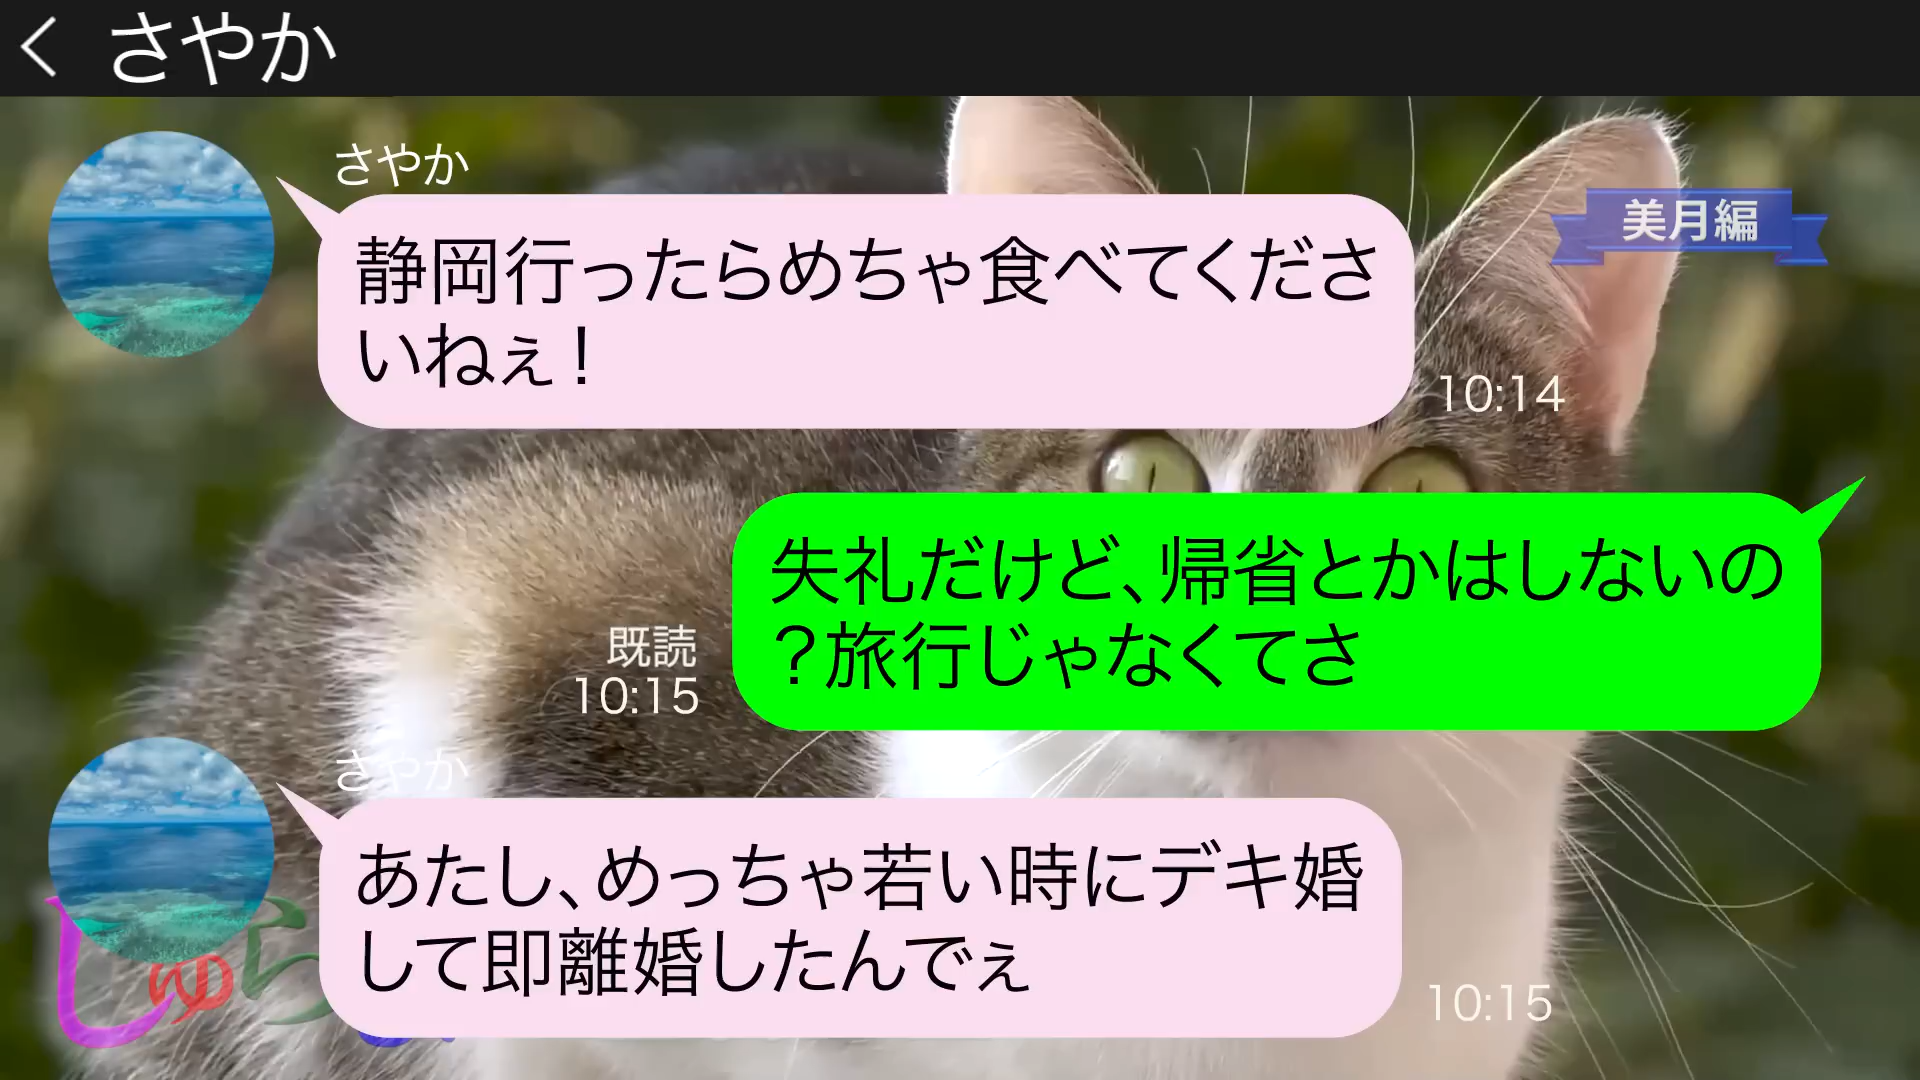 さやか
さやか
美月編
静岡行ったらめちゃ食べてくださ
いねぇ！
10:14
失礼だけど、帰省とかはしないの
？旅行じゃなくてさ
既読
10:15
さやか
あたし、めっちゃ若い時にデキ婚
して即離婚したんでぇ
10:15
しゅら